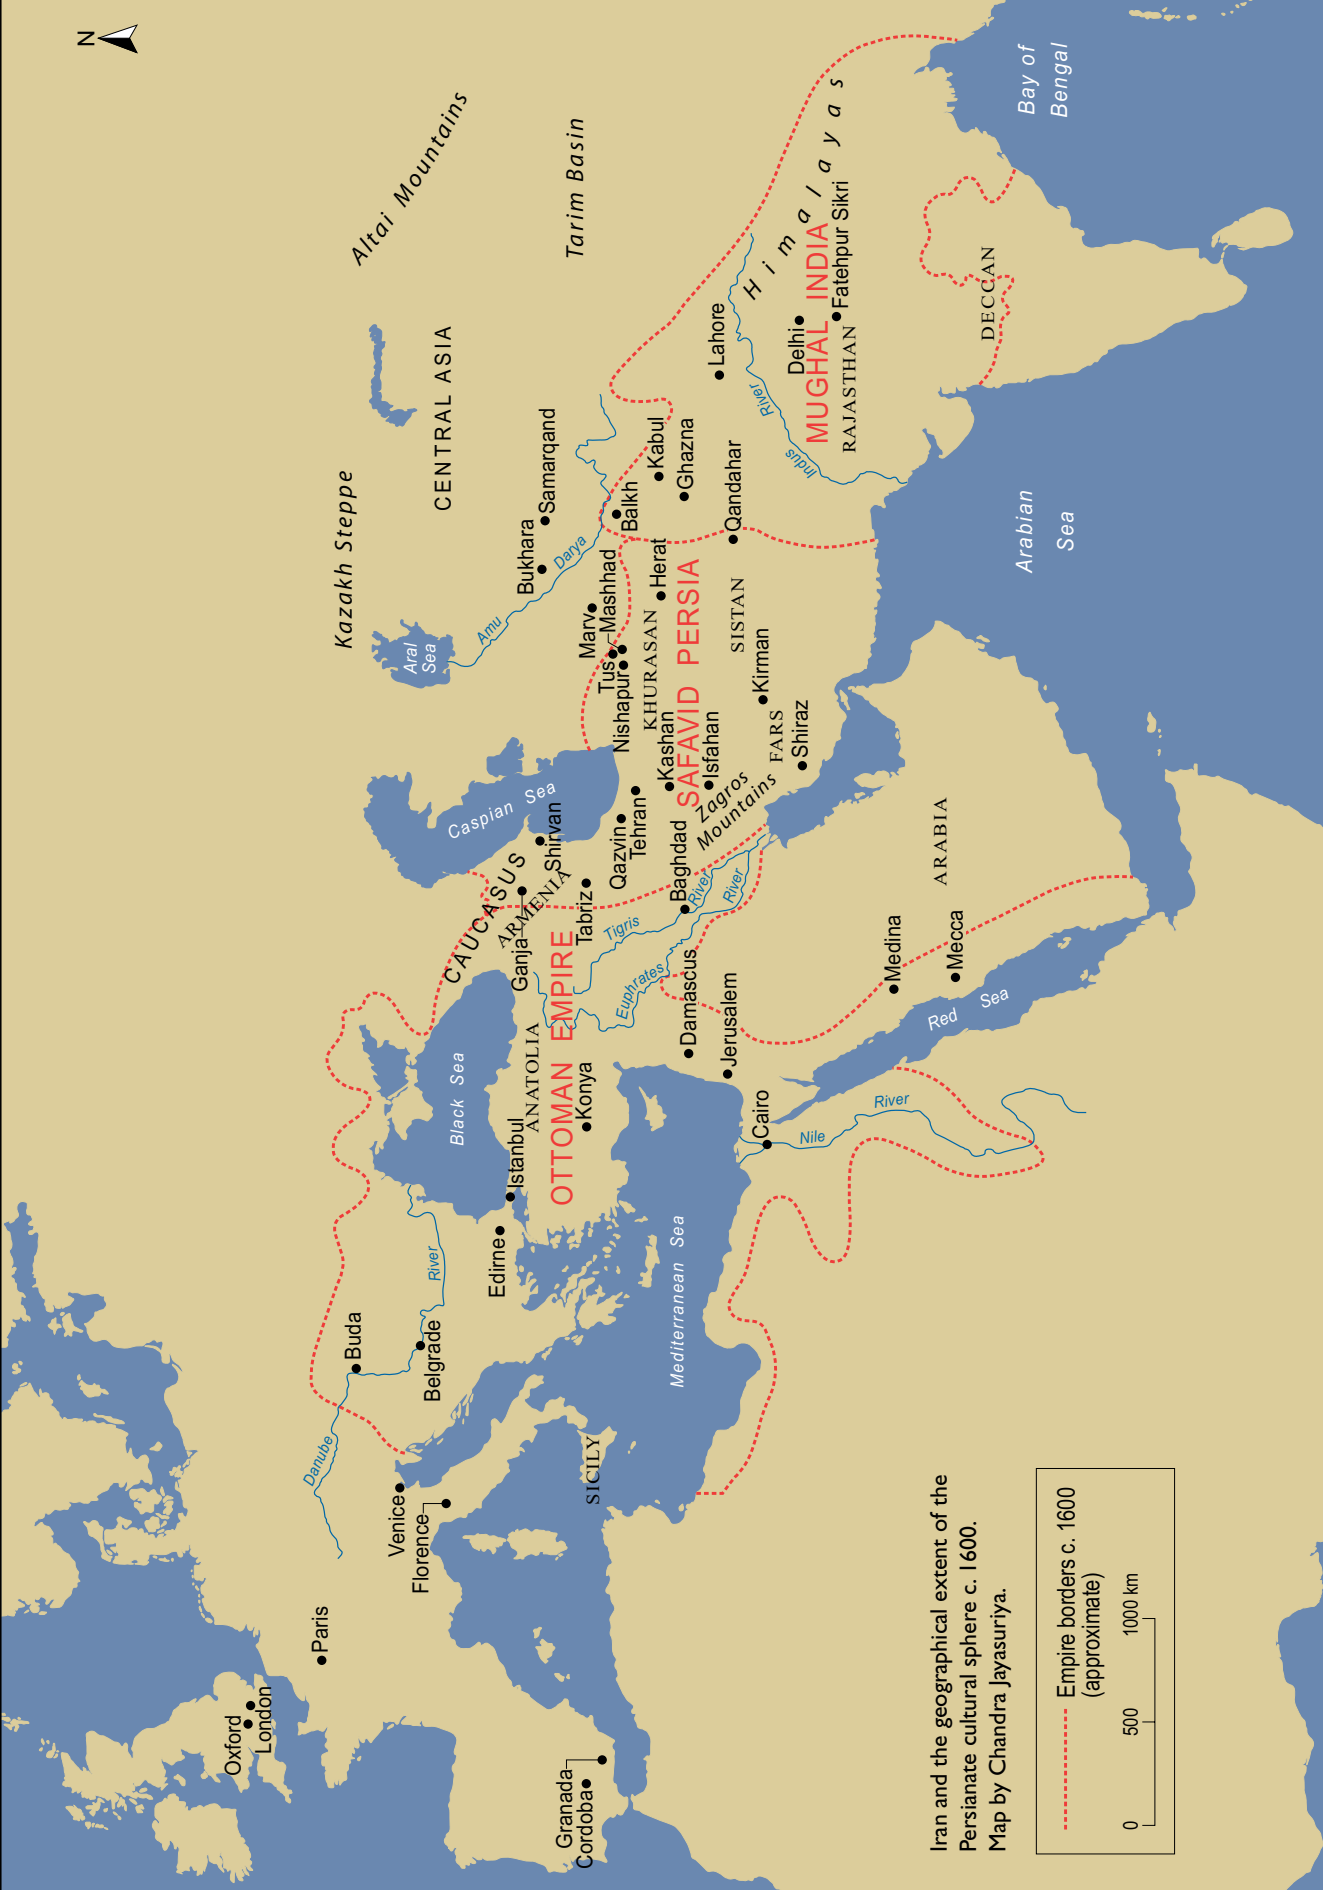 N
Altai Mountains
Tarim Basin
Kazakh Steppe
CENTRAL ASIA
Aral
Sea
Amu
Darya
Bukhara
Samarqand
Balkh
Kabul
Ghazna
Qandahar
Lahore
River
Indus
Himalayas
Delhi
MUGHAL INDIA
Fatehpur Sikri
RAJASTHAN
DECCAN
Bay of
Bengal
Arabian
Sea
Marv
Mashhad
Tus
Nishapur
Herat
KHURASAN
SAFAVID PERSIA
SISTAN
Kirman
FARS
Shiraz
Kashan
Isfahan
Zagros
Mountains
Tehran
Qazvin
Caspian Sea
Shirvan
CAUCASUS
ARMENIA
Ganja
Tabriz
Baghdad
River
River
Tigris
Euphrates
OTTOMAN EMPIRE
ANATOLIA
Konya
Istanbul
Edirne
Black Sea
Damascus
Jerusalem
Cairo
Nile
River
Red Sea
Medina
Mecca
ARABIA
Mediterranean Sea
River
Danube
Buda
Belgrade
Venice
Florence
SICILY
Paris
Oxford
London
Granada
Cordoba
Iran and the geographical extent of the
Persianate cultural sphere c. 1600.
Map by Chandra Jayasuriya.
Empire borders c. 1600
(approximate)
0 500 1000 km